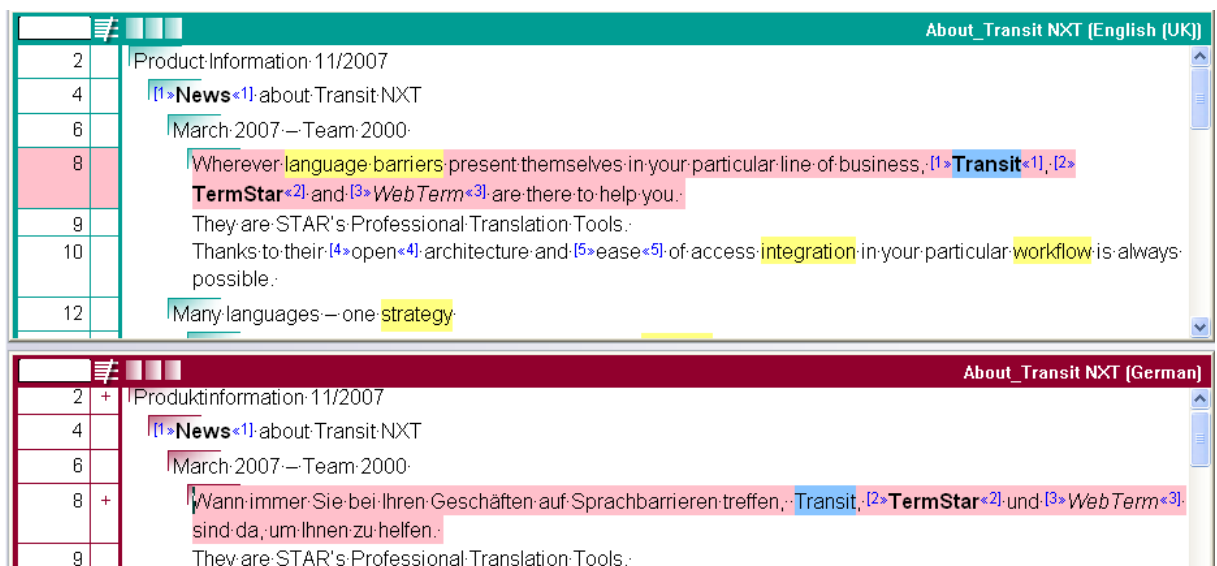 About_Transit NXT (English (UK))
2 Product Information 11/2007
4 [1»News«1] about Transit NXT
6 March 2007 – Team 2000
8 Wherever language barriers present themselves in your particular line of business, [1»Transit«1], [2»
TermStar«2] and [3»WebTerm«3] are there to help you.
9 They are STAR's Professional Translation Tools.
10 Thanks to their [4»open«4] architecture and [5»ease«5] of access integration in your particular workflow is always
possible.
12 Many languages – one strategy
About_Transit NXT (German)
2 + Produktinformation 11/2007
4 [1»News«1] about Transit NXT
6 March 2007 – Team 2000
8 + Wann immer Sie bei Ihren Geschäften auf Sprachbarrieren treffen, Transit, [2»TermStar«2] und [3»WebTerm«3]
sind da, um Ihnen zu helfen.
9 They are STAR's Professional Translation Tools.